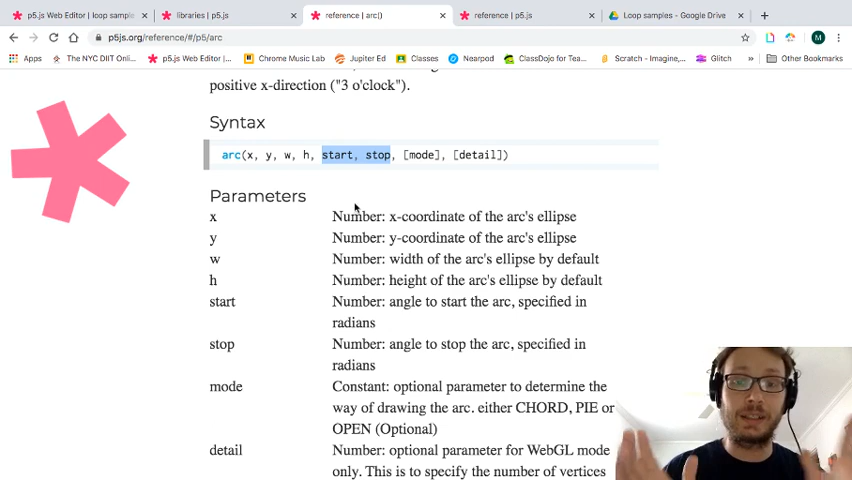 p5.js Web Editor | loop sample
libraries | p5.js
reference | arc()
reference | p5.js
Loop samples - Google Drive
p5js.org/reference/#/p5/arc
M
Apps
The NYC DIIT Onli...
p5.js Web Editor
Chrome Music Lab
Jupiter Ed
Classes
Nearpod
ClassDojo for Tea...
Scratch - Imagine,...
Glitch
Other Bookmarks
positive x-direction ("3 o'clock").
Syntax
arc(x, y, w, h, start, stop, [mode], [detail])
Parameters
x Number: x-coordinate of the arc's ellipse
y Number: y-coordinate of the arc's ellipse
w Number: width of the arc's ellipse by default
h Number: height of the arc's ellipse by default
start Number: angle to start the arc, specified in
radians
stop Number: angle to stop the arc, specified in
radians
mode Constant: optional parameter to determine the
way of drawing the arc. either CHORD, PIE or
OPEN (Optional)
detail Number: optional parameter for WebGL mode
only. This is to specify the number of vertices